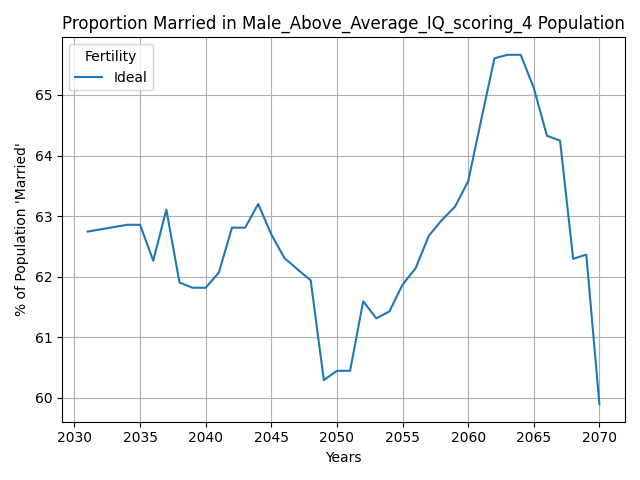 Proportion Married in Male_Above_Average_IQ_scoring_4 Population
Fertility
Ideal
% of Population 'Married'
65
64
63
62
61
60
2030 2035 2040 2045 2050 2055 2060 2065 2070
Years